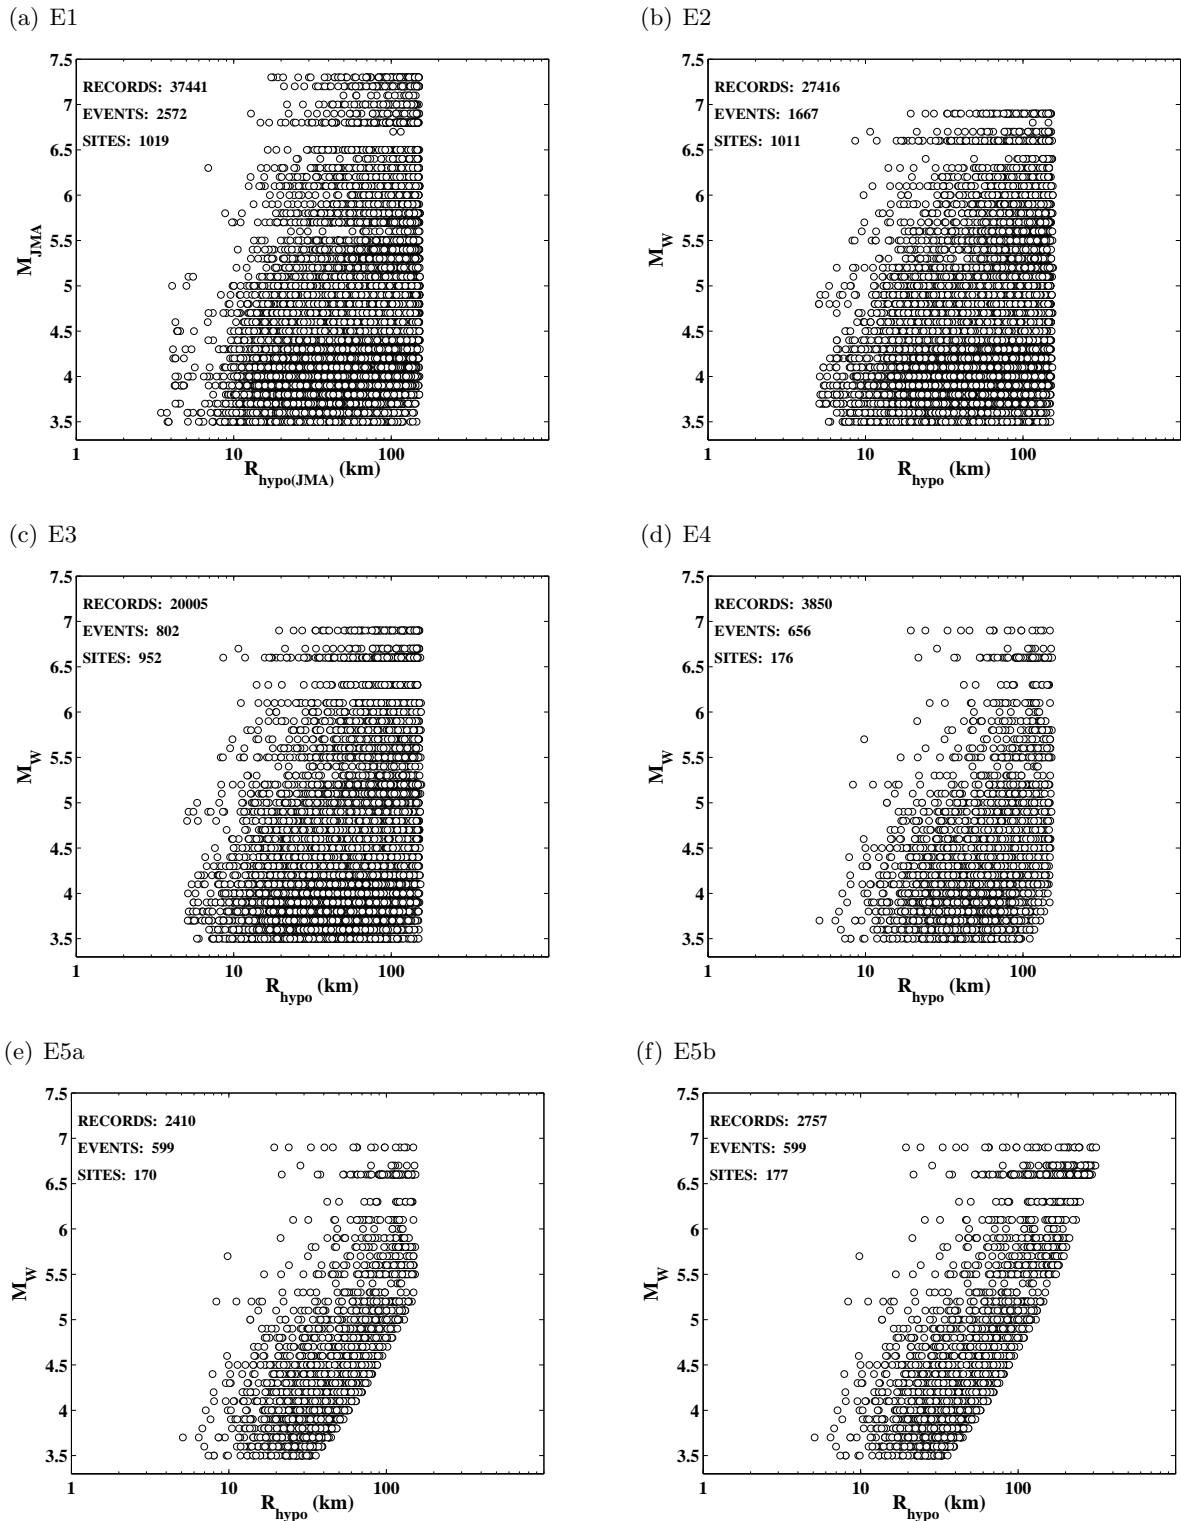 (a) E1
7.5
7
6.5
6
5.5
5
4.5
4
3.5
RECORDS: 37441
EVENTS: 2572
SITES: 1019
M_JMA
1 10 100
R_hypo(JMA) (km)
(b) E2
7.5
7
6.5
6
5.5
5
4.5
4
3.5
RECORDS: 27416
EVENTS: 1667
SITES: 1011
M_W
1 10 100
R_hypo (km)
(c) E3
7.5
7
6.5
6
5.5
5
4.5
4
3.5
RECORDS: 20005
EVENTS: 802
SITES: 952
M_W
1 10 100
R_hypo (km)
(d) E4
7.5
7
6.5
6
5.5
5
4.5
4
3.5
RECORDS: 3850
EVENTS: 656
SITES: 176
M_W
1 10 100
R_hypo (km)
(e) E5a
7.5
7
6.5
6
5.5
5
4.5
4
3.5
RECORDS: 2410
EVENTS: 599
SITES: 170
M_W
1 10 100
R_hypo (km)
(f) E5b
7.5
7
6.5
6
5.5
5
4.5
4
3.5
RECORDS: 2757
EVENTS: 599
SITES: 177
M_W
1 10 100
R_hypo (km)